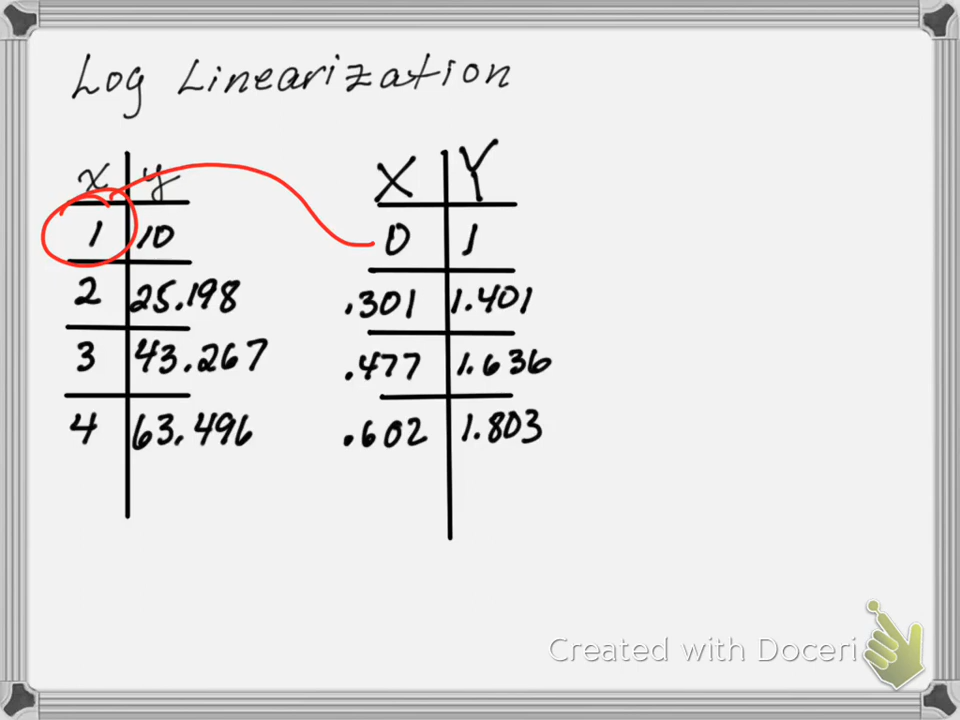 Log Linearization
x y X Y
1 10 0 1
2 25.198 .301 1.401
3 43.267 .477 1.636
4 63.496 .602 1.803
Created with Doceri